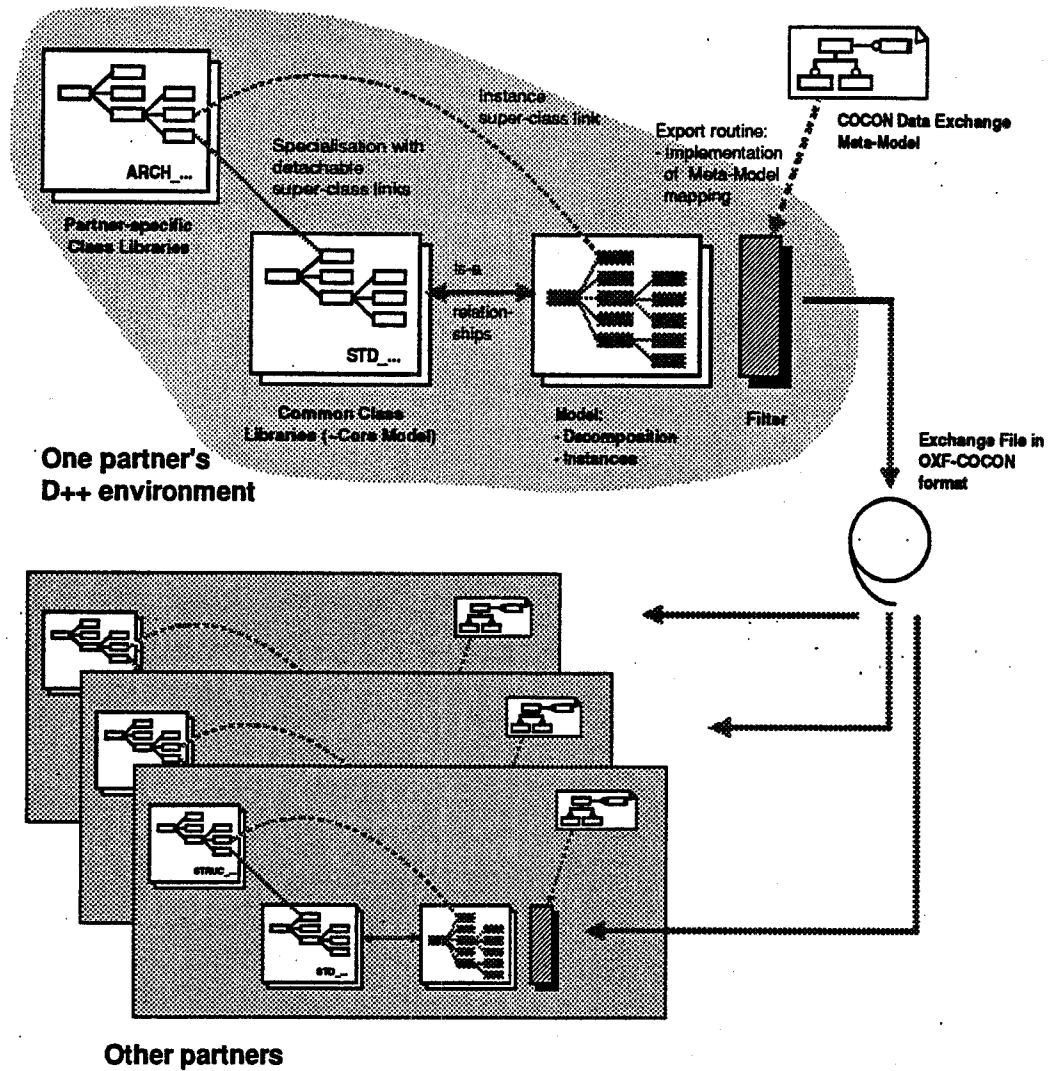 ARCH_...
Partner-specific
Class Libraries
Specialisation with
detachable
super-class links
Instance
super-class link
Export routine:
- Implementation
of Meta-Model
mapping
COCON Data Exchange
Meta-Model
STD_...
is-a
relation-
ships
Common Class
Libraries (~Core Model)
Model:
- Decomposition
- Instances
Filter
One partner's
D++ environment
Exchange File in
OXF-COCON
format
STRUC_...
STD_...
Other partners